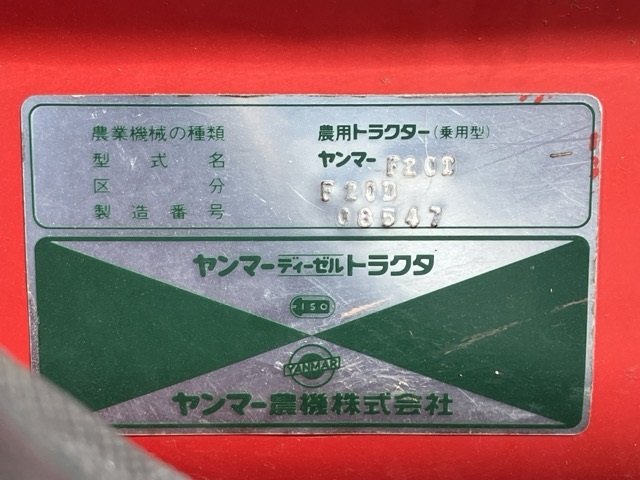 農業機械の種類 農用トラクター(乗用型)
型式名 ヤンマー F20D
区分 F20D
製造番号 08547
ヤンマーディーゼルトラクタ
ISO
YANMAR
ヤンマー農機株式会社